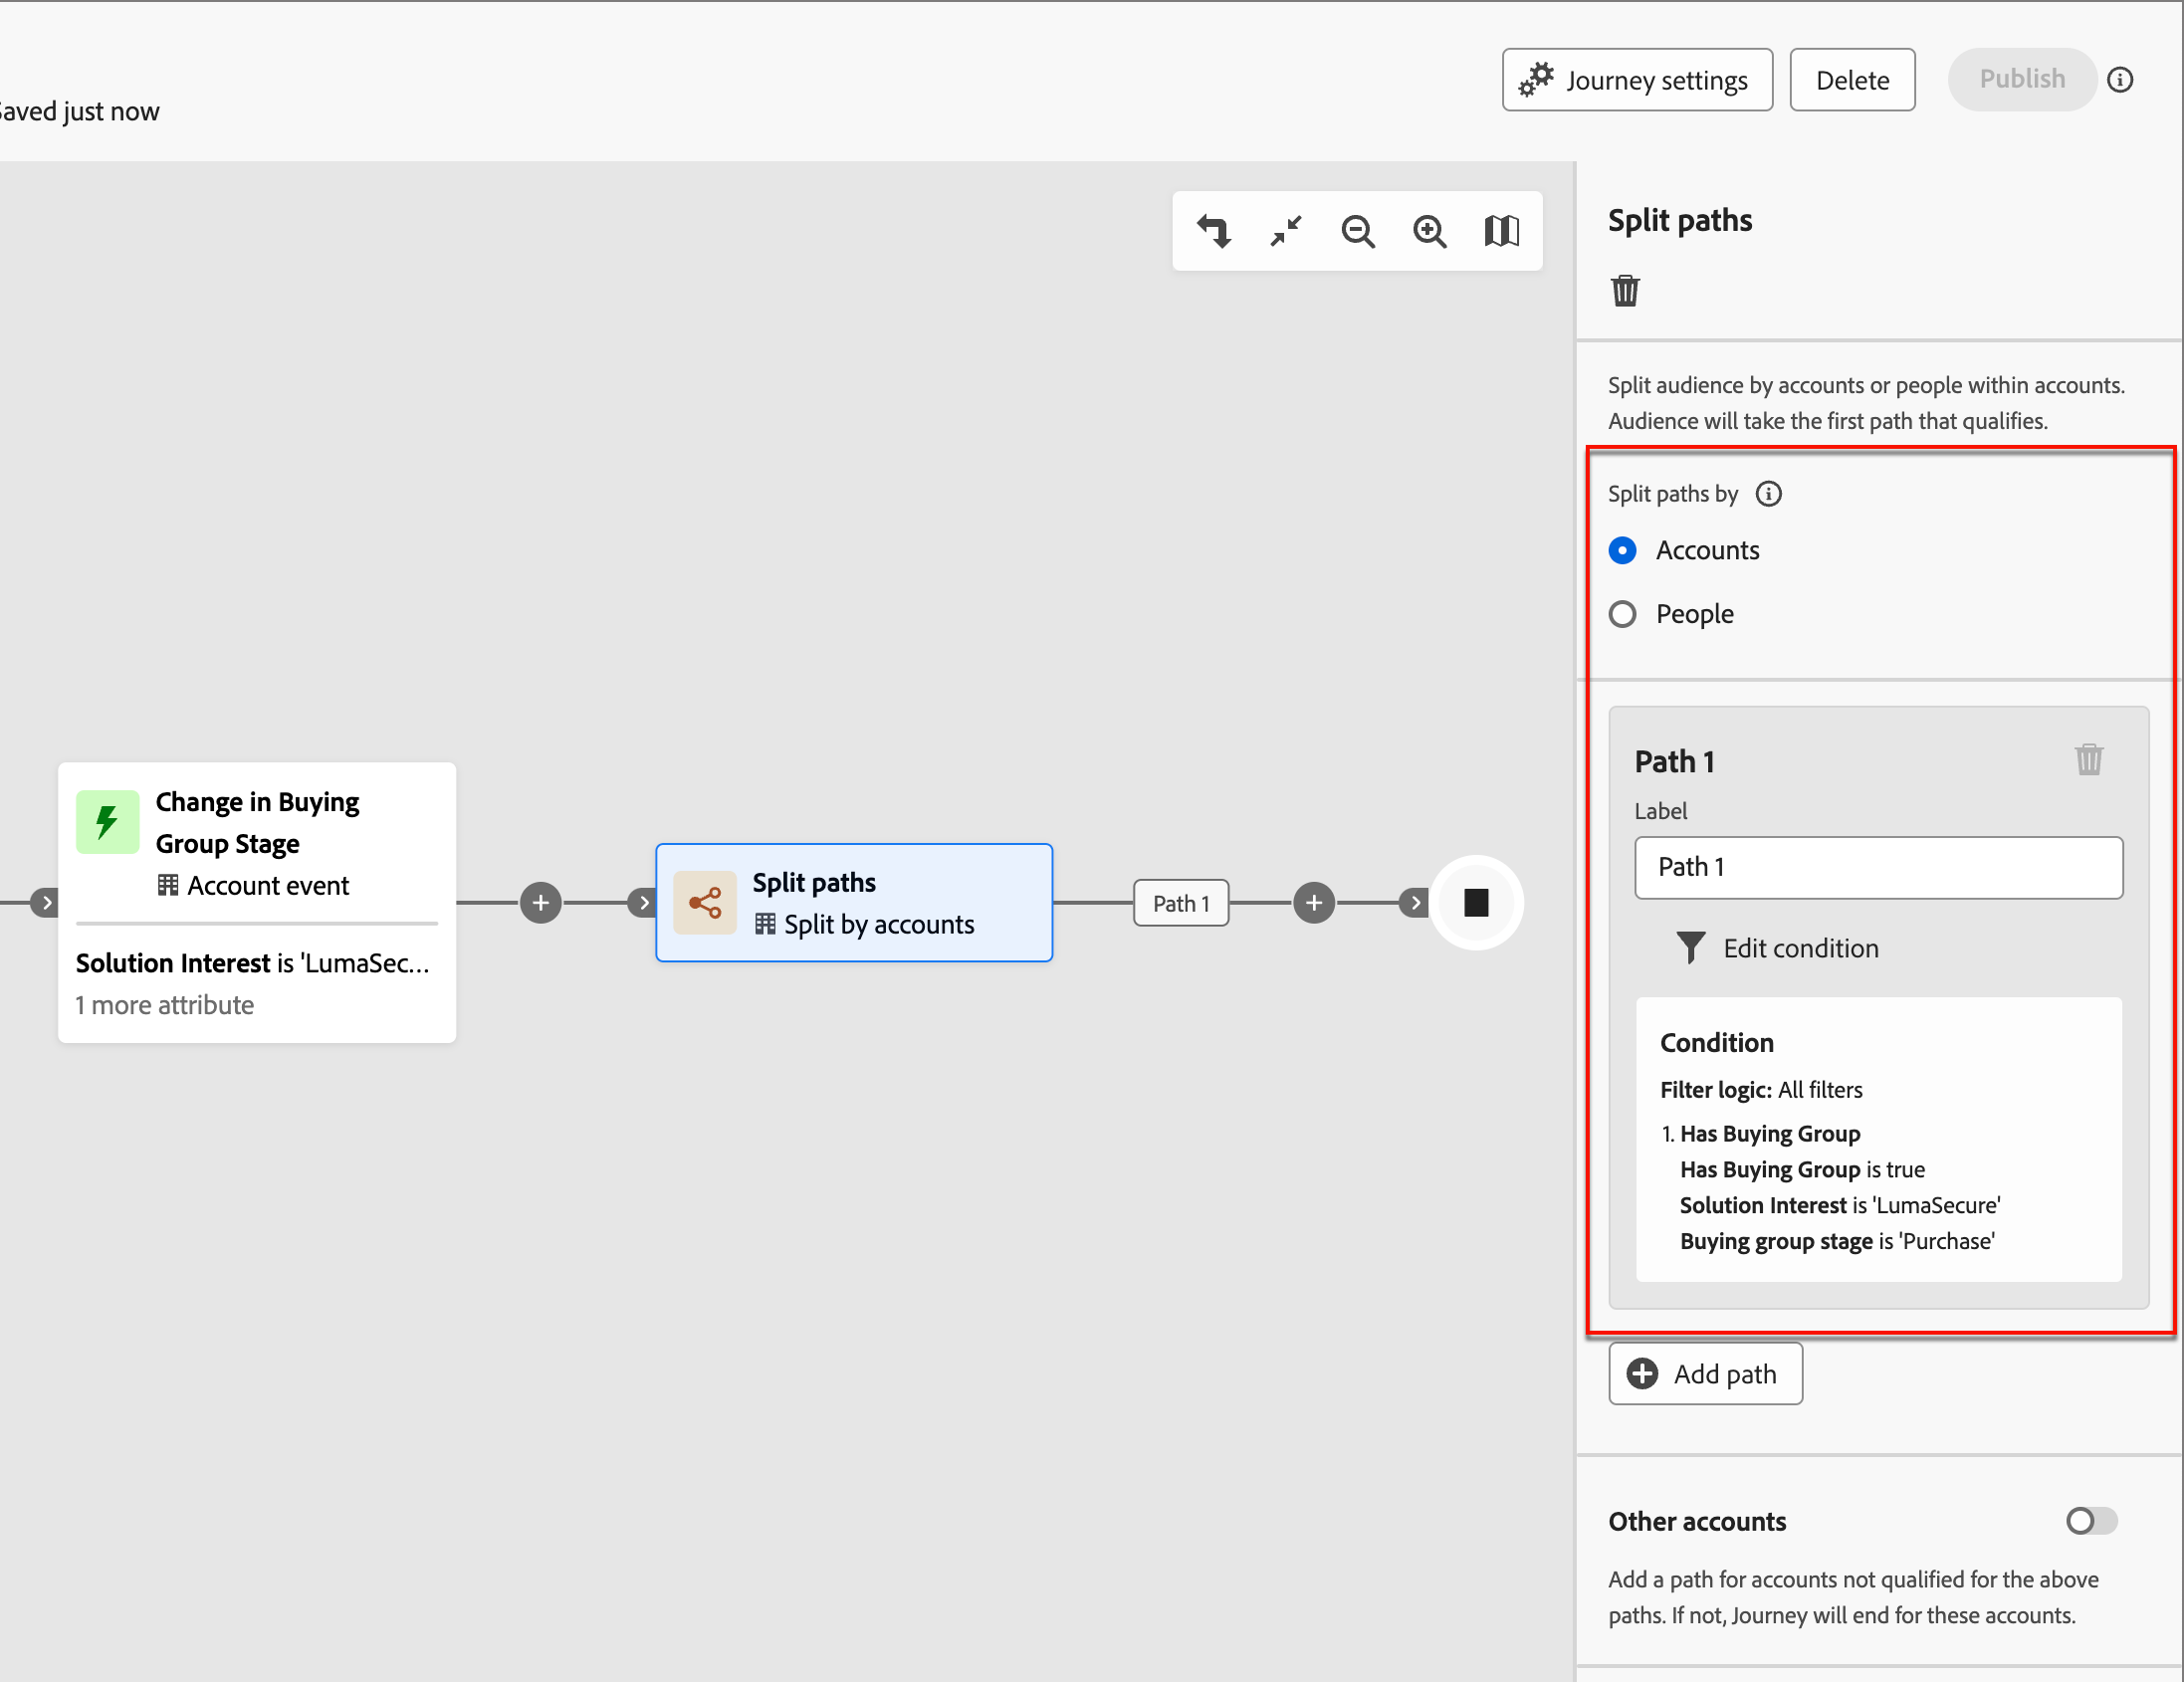 Journey settings
Delete
Publish
Saved just now
Split paths
Split audience by accounts or people within accounts.
Audience will take the first path that qualifies.
Split paths by
Accounts
People
Path 1
Label
Path 1
Edit condition
Condition
Filter logic: All filters
1. Has Buying Group
Has Buying Group is true
Solution Interest is 'LumaSecure'
Buying group stage is 'Purchase'
Add path
Other accounts
Add a path for accounts not qualified for the above
paths. If not, Journey will end for these accounts.
Change in Buying
Group Stage
Account event
Solution Interest is 'LumaSec...
1 more attribute
Split paths
Split by accounts
Path 1